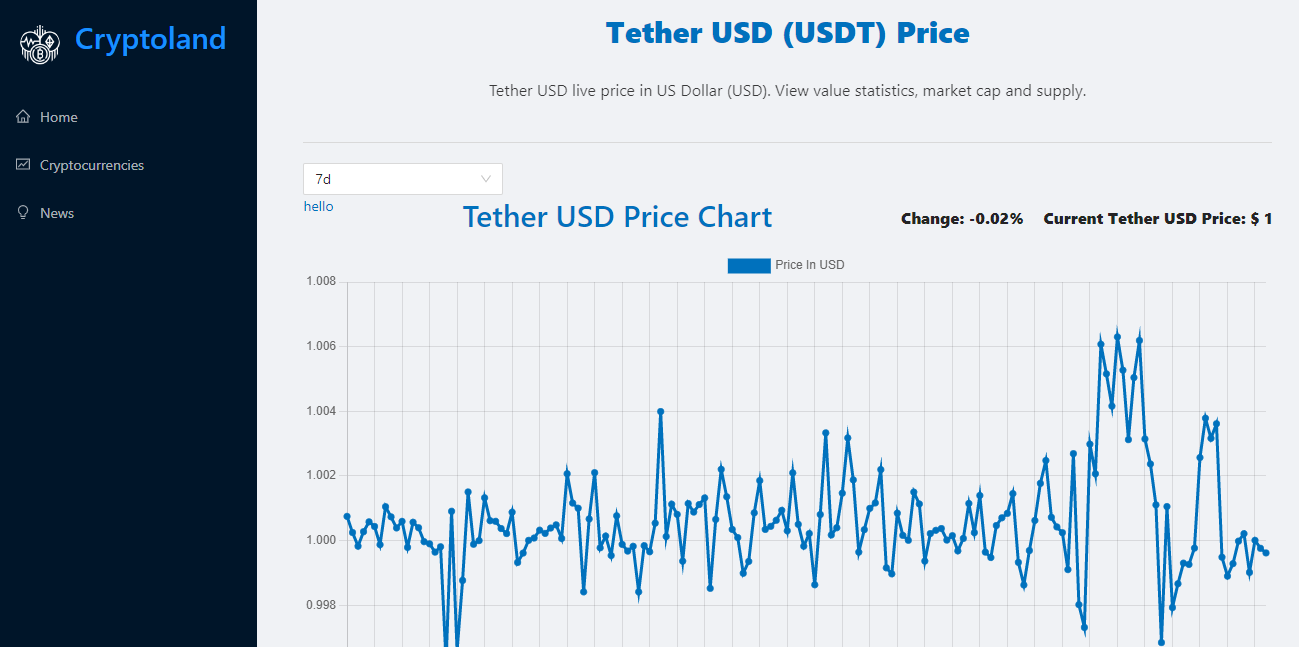 Cryptoland
Home
Cryptocurrencies
News
Tether USD (USDT) Price
Tether USD live price in US Dollar (USD). View value statistics, market cap and supply.
7d
hello
Tether USD Price Chart
Change: -0.02%
Current Tether USD Price: $ 1
Price In USD
1.008
1.006
1.004
1.002
1.000
0.998